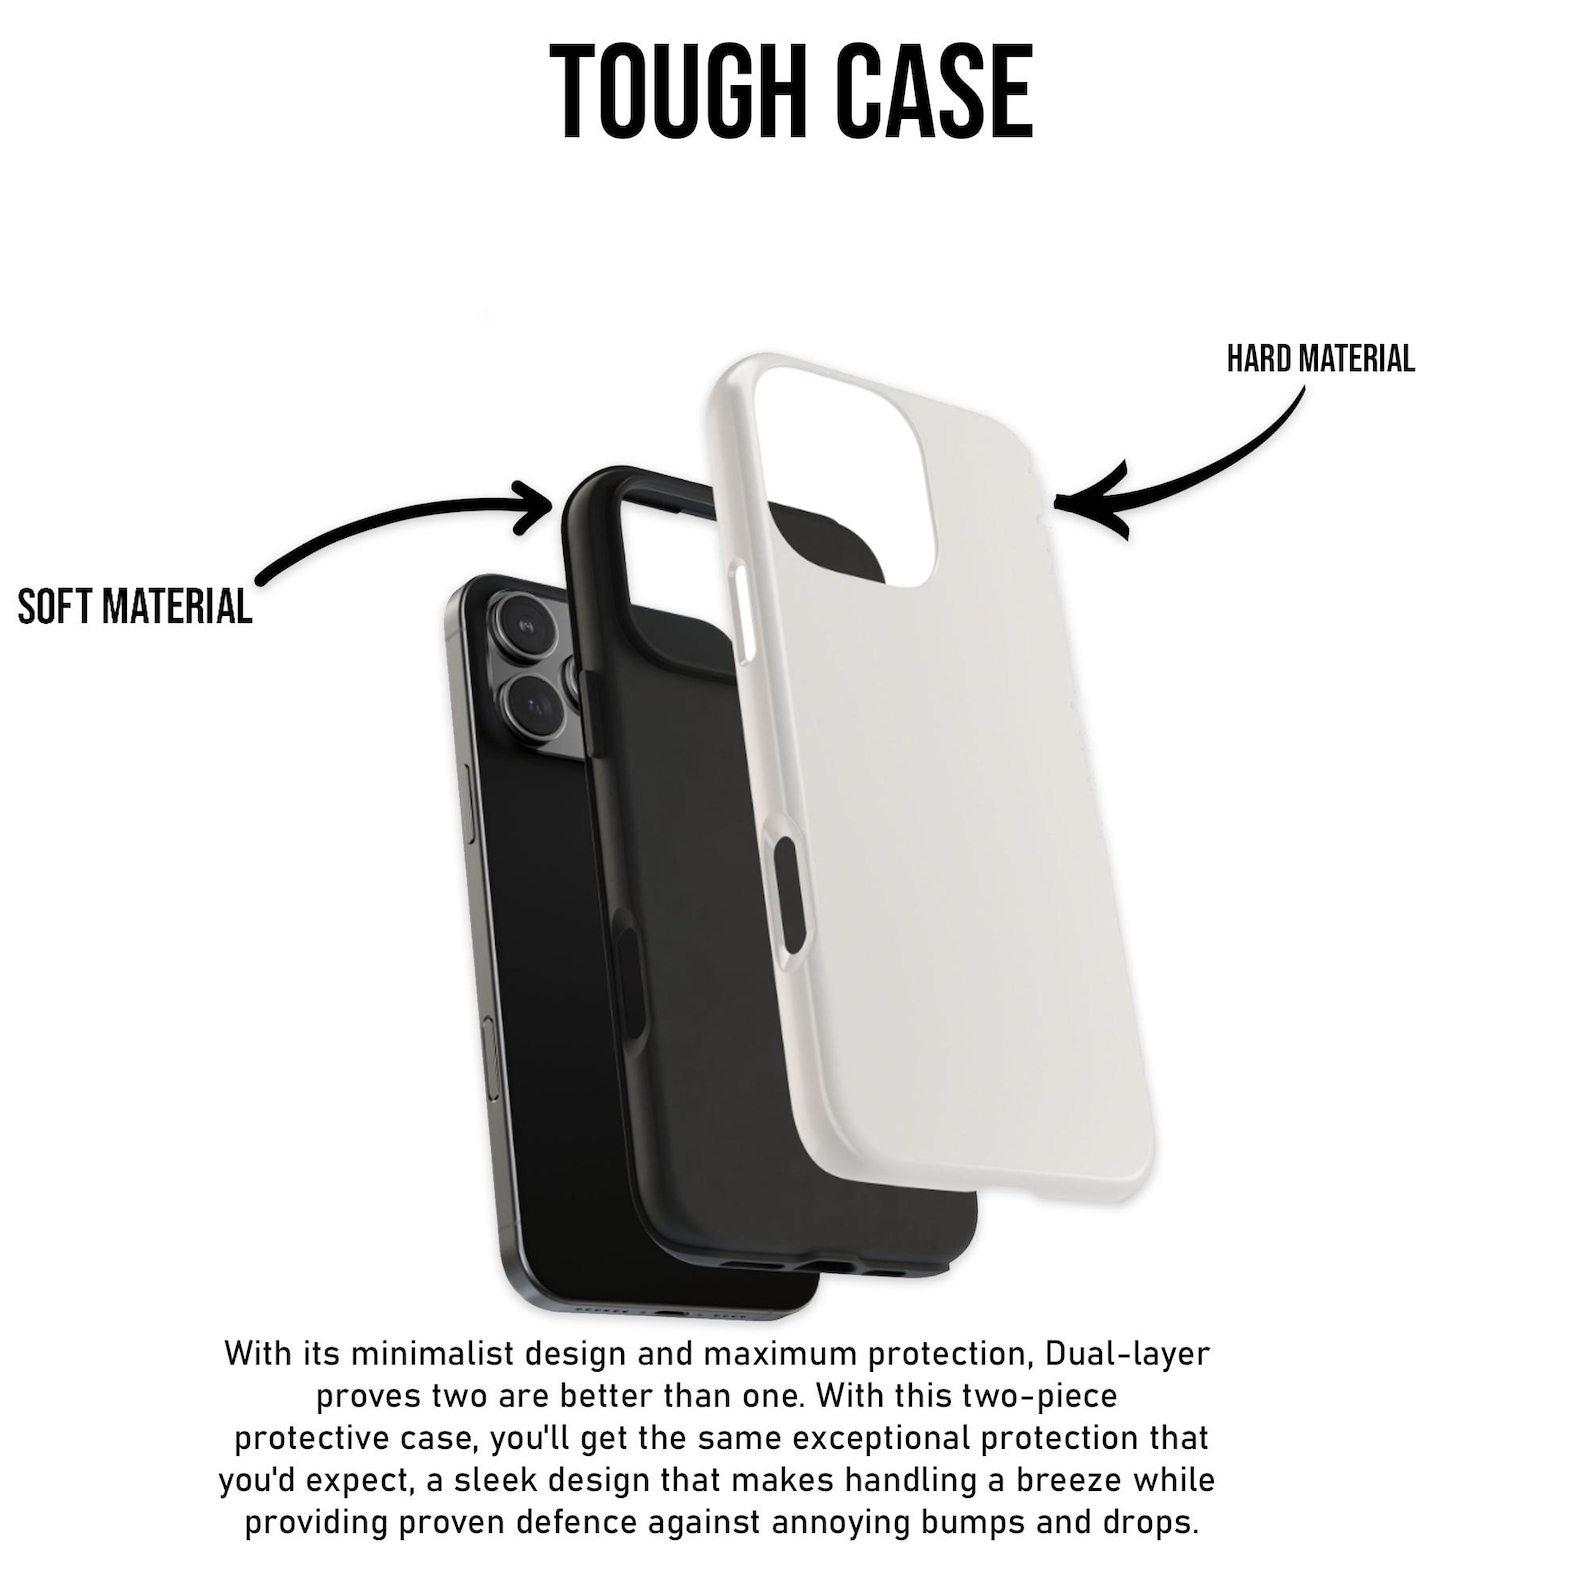 TOUGH CASE
HARD MATERIAL
SOFT MATERIAL
With its minimalist design and maximum protection, Dual-layer
proves two are better than one. With this two-piece
protective case, you'll get the same exceptional protection that
you'd expect, a sleek design that makes handling a breeze while
providing proven defence against annoying bumps and drops.